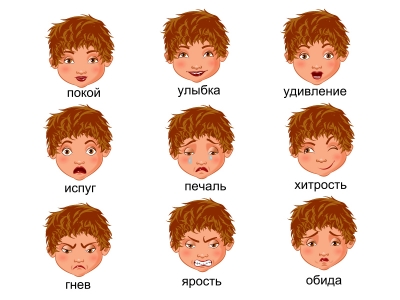 покой
улыбка
удивление
испуг
печаль
хитрость
гнев
ярость
обида